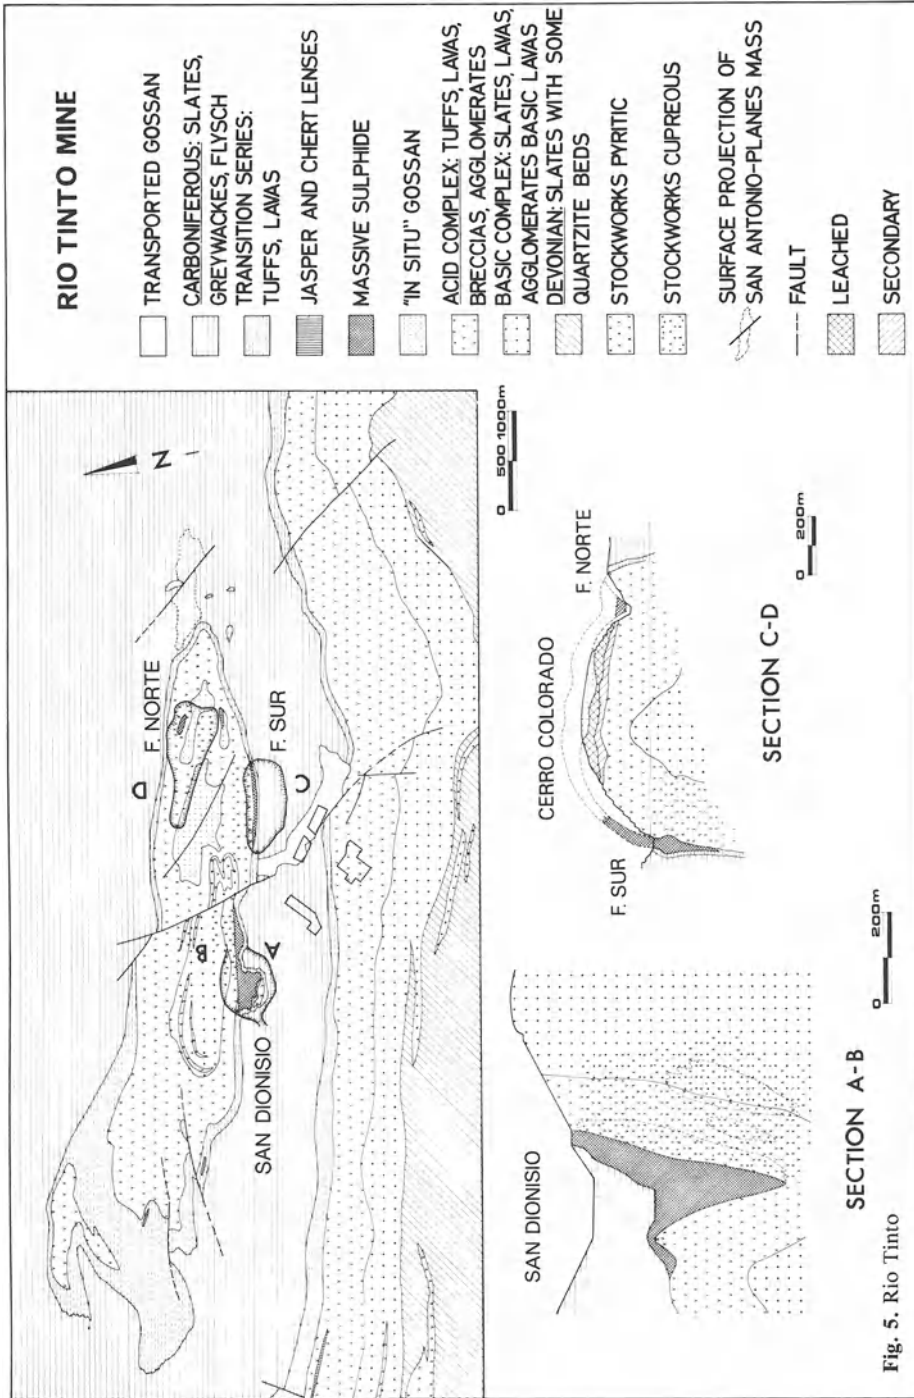 RIO TINTO MINE
TRANSPORTED GOSSAN
CARBONIFEROUS: SLATES,
GREYWACKES, FLYSCH
TRANSITION SERIES:
TUFFS, LAVAS
JASPER AND CHERT LENSES
MASSIVE SULPHIDE
"IN SITU" GOSSAN
ACID COMPLEX: TUFFS, LAVAS,
BRECCIAS, AGGLOMERATES
BASIC COMPLEX: SLATES, LAVAS,
AGGLOMERATES BASIC LAVAS
DEVONIAN: SLATES WITH SOME
QUARTZITE BEDS
STOCKWORKS PYRITIC
STOCKWORKS CUPREOUS
SURFACE PROJECTION OF
SAN ANTONIO-PLANES MASS
FAULT
LEACHED
SECONDARY
N
F. NORTE
D
F. SUR
C
B
A
SAN DIONISIO
0 500 1000m
SAN DIONISIO
SECTION A-B
0 200m
CERRO COLORADO
F. NORTE
F. SUR
SECTION C-D
0 200m
Fig. 5. Rio Tinto